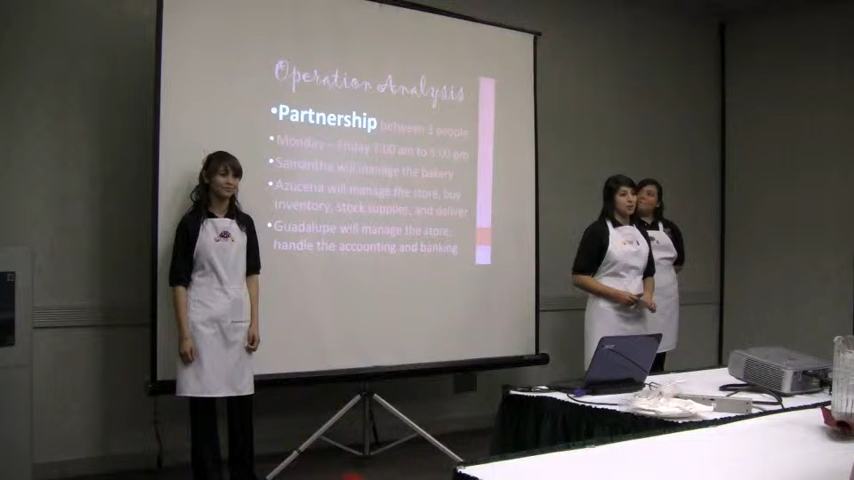 Operation Analysis
•Partnership between 3 people
•Monday – Friday 7:00 am to 5:00 pm
•Samantha will manage the bakery
•Azucena will manage the store, buy
inventory, stock supplies, and deliver
•Guadalupe will manage the store,
handle the accounting and banking